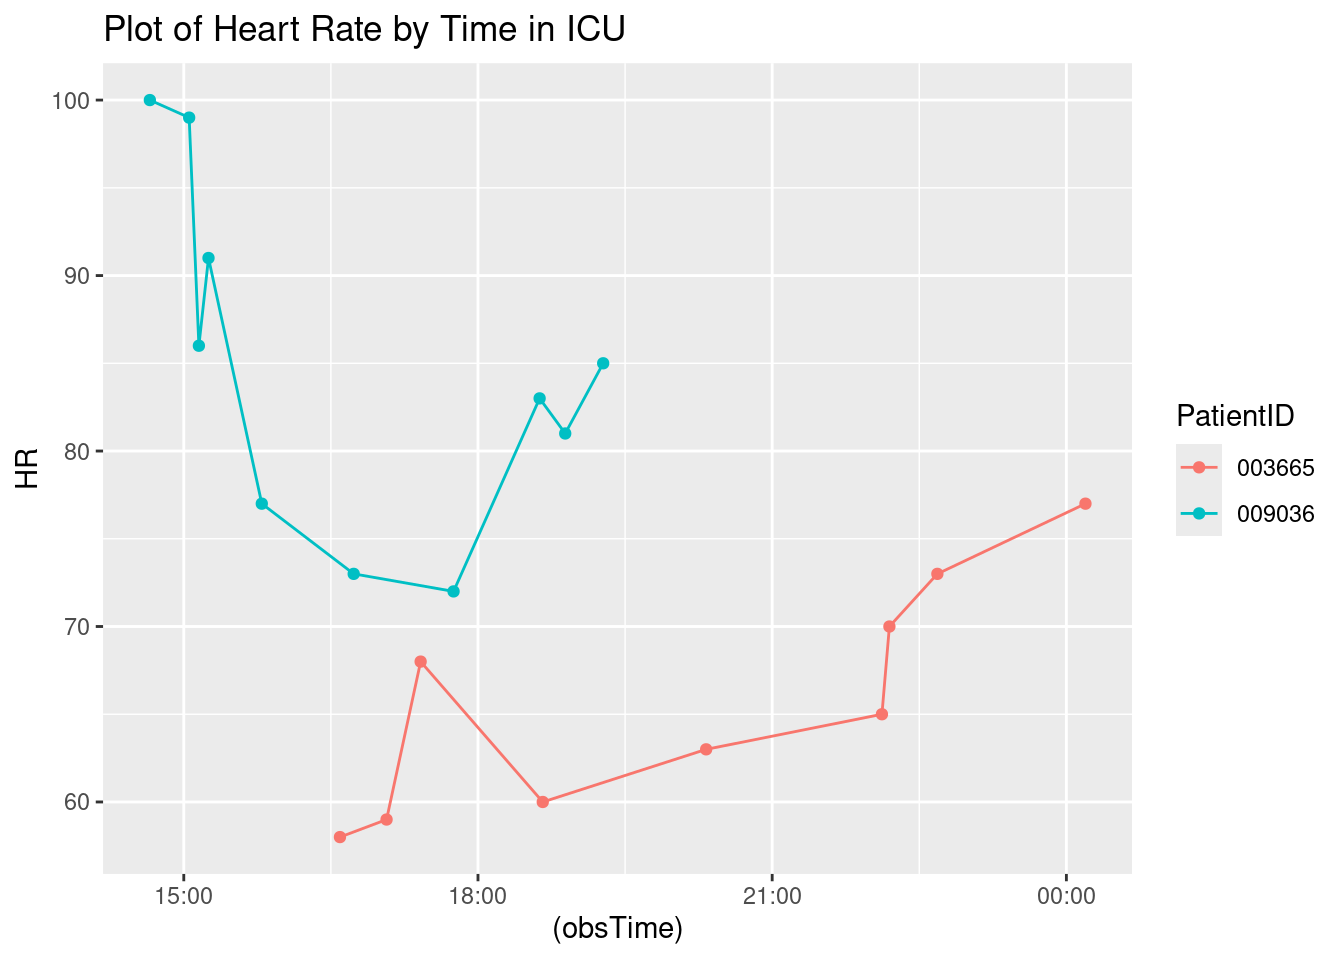 Plot of Heart Rate by Time in ICU
100
90
80
70
60
HR
15:00 18:00 21:00 00:00
(obsTime)
PatientID
003665
009036